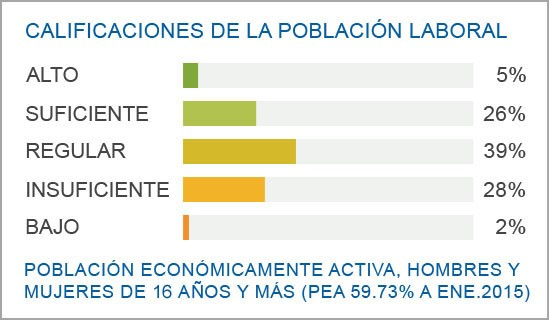 CALIFICACIONES DE LA POBLACIÓN LABORAL
ALTO 5%
SUFICIENTE 26%
REGULAR 39%
INSUFICIENTE 28%
BAJO 2%
POBLACIÓN ECONÓMICAMENTE ACTIVA, HOMBRES Y
MUJERES DE 16 AÑOS Y MÁS (PEA 59.73% A ENE.2015)